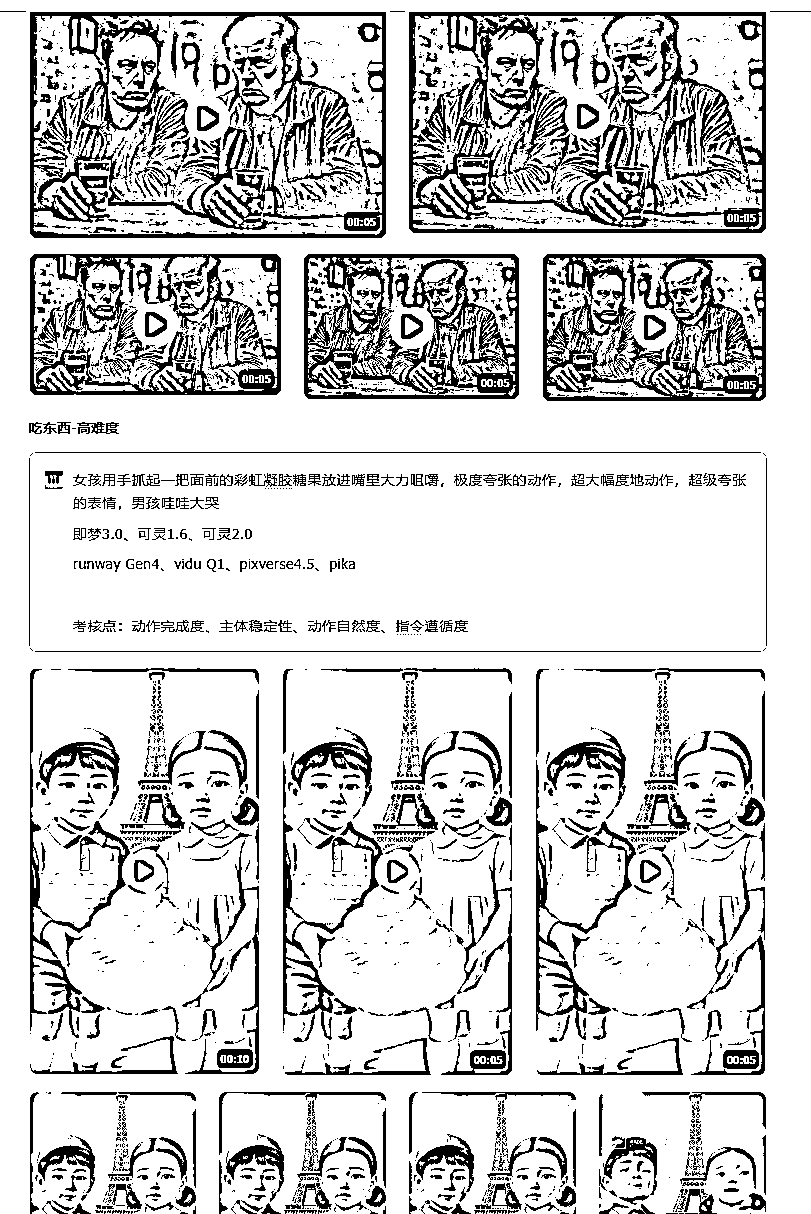 00:05
00:05
00:05
00:05
00:05
吃东西-高难度
女孩用手抓起一把面前的彩虹凝胶糖果放进嘴里大力咀嚼，极度夸张的动作，超大幅度地动作，超级夸张
的表情，男孩哇哇大哭
即梦3.0、可灵1.6、可灵2.0
runway Gen4、vidu Q1、pixverse4.5、pika
考核点：动作完成度、主体稳定性、动作自然度、指令遵循度
00:10
00:05
00:05